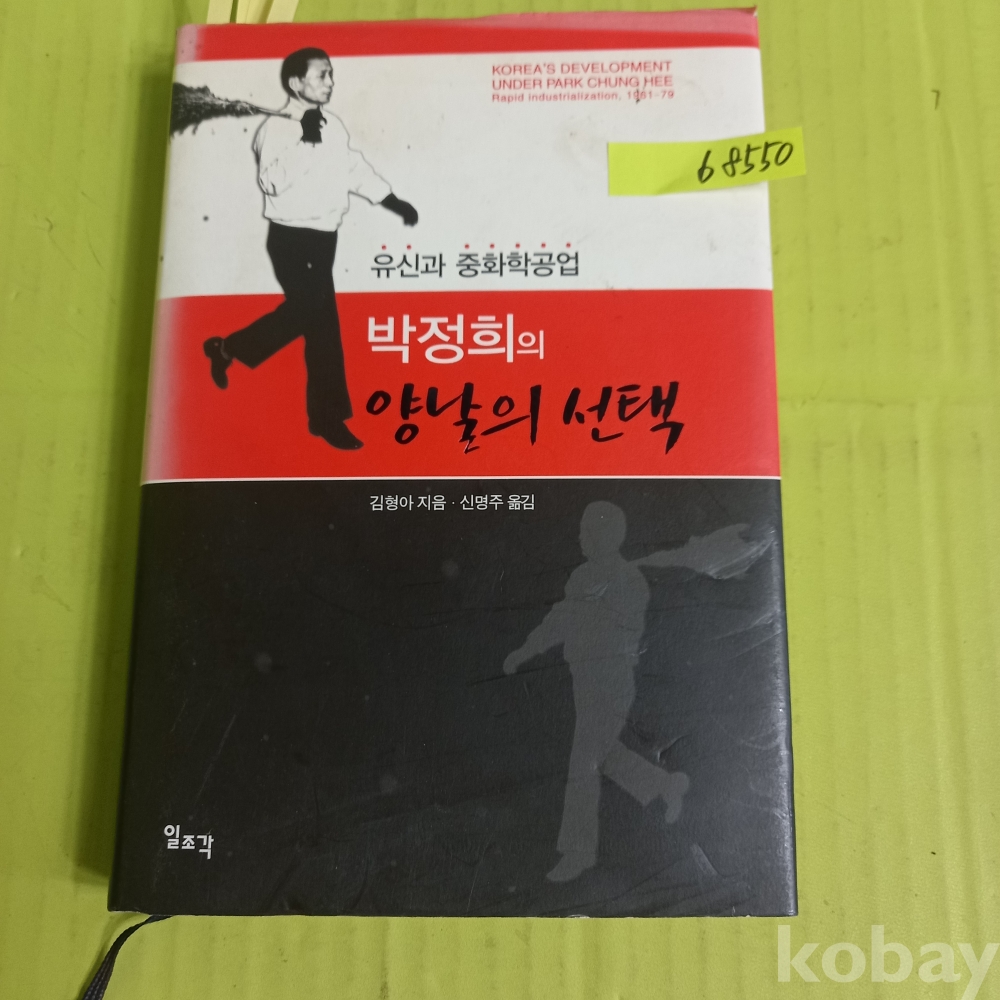 KOREA'S DEVELOPMENT
UNDER PARK CHUNG HEE
Rapid industrialization, 1961-79
68550
유신과 중화학공업
박정희의
양날의 선택
김형아 지음 · 신명주 옮김
일조각
kobay